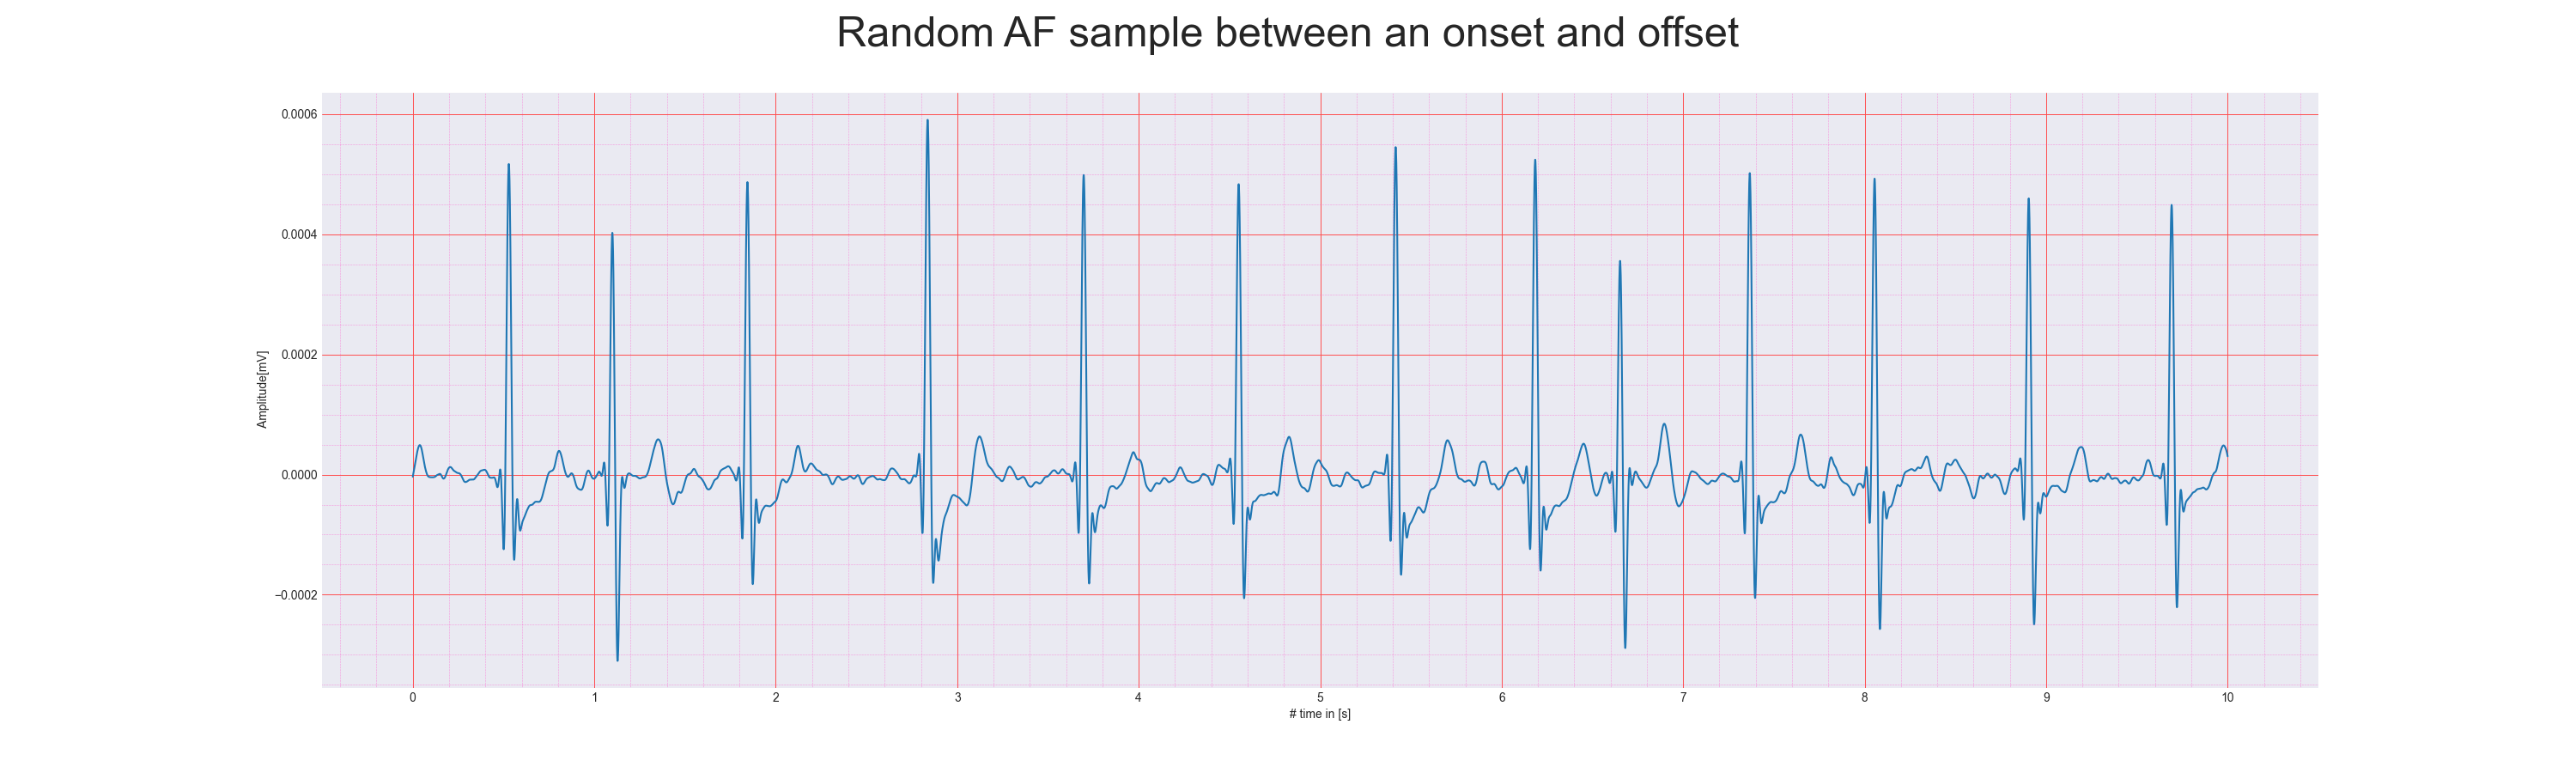 Random AF sample between an onset and offset
0.0006
0.0004
0.0002
0.0000
−0.0002
Amplitude[mV]
0 1 2 3 4 5 6 7 8 9 10
# time in [s]